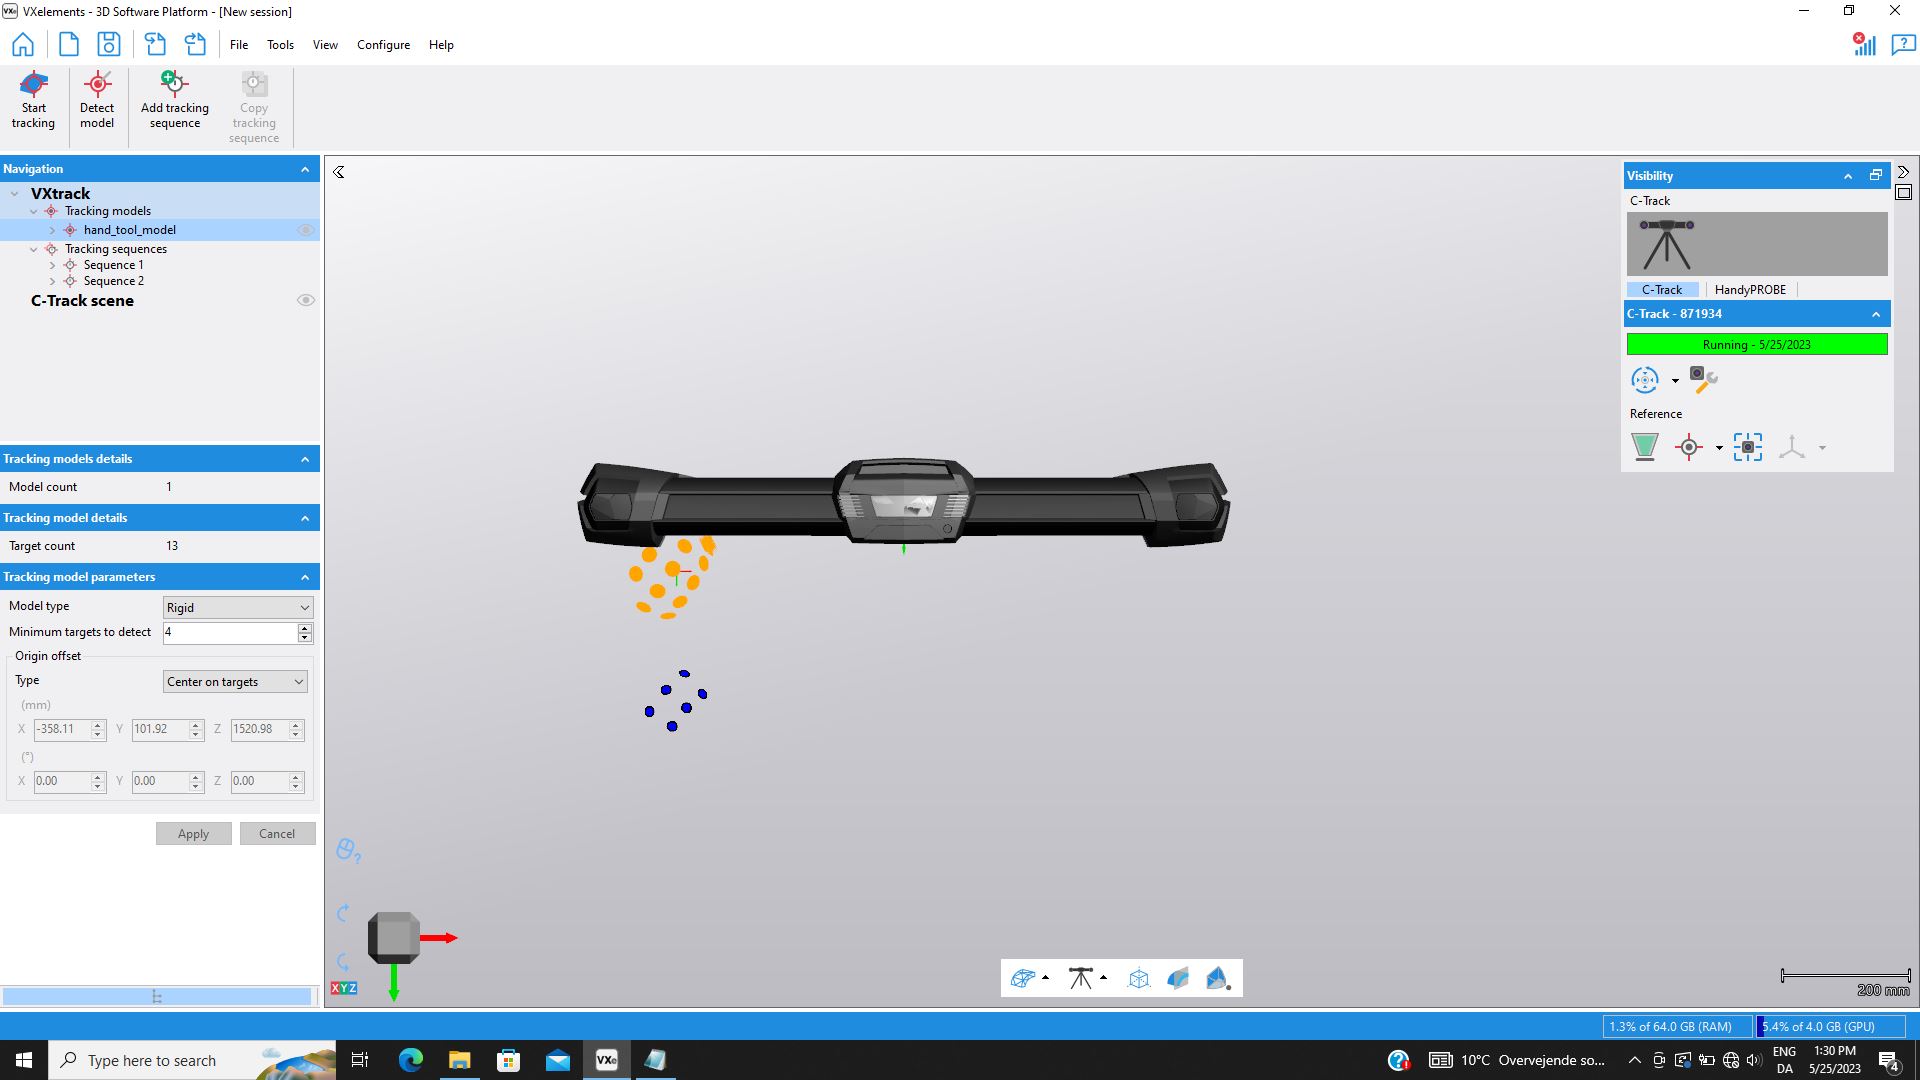 VXelements - 3D Software Platform - [New session]
File Tools View Configure Help
Start tracking
Detect model
Add tracking sequence
Copy tracking sequence
Navigation
VXtrack
Tracking models
hand_tool_model
Tracking sequences
Sequence 1
Sequence 2
C-Track scene
Tracking models details
Model count 1
Tracking model details
Target count 13
Tracking model parameters
Model type Rigid
Minimum targets to detect 4
Origin offset
Type Center on targets
(mm)
X -358.11 Y 101.92 Z 1520.98
(°)
X 0.00 Y 0.00 Z 0.00
Apply Cancel
XYZ
Visibility
C-Track
C-Track HandyPROBE
C-Track - 871934
Running - 5/25/2023
Reference
200 mm
1.3% of 64.0 GB (RAM) 5.4% of 4.0 GB (GPU)
Type here to search
VXe
10°C Overvejende so...
ENG
DA
1:30 PM
5/25/2023
4